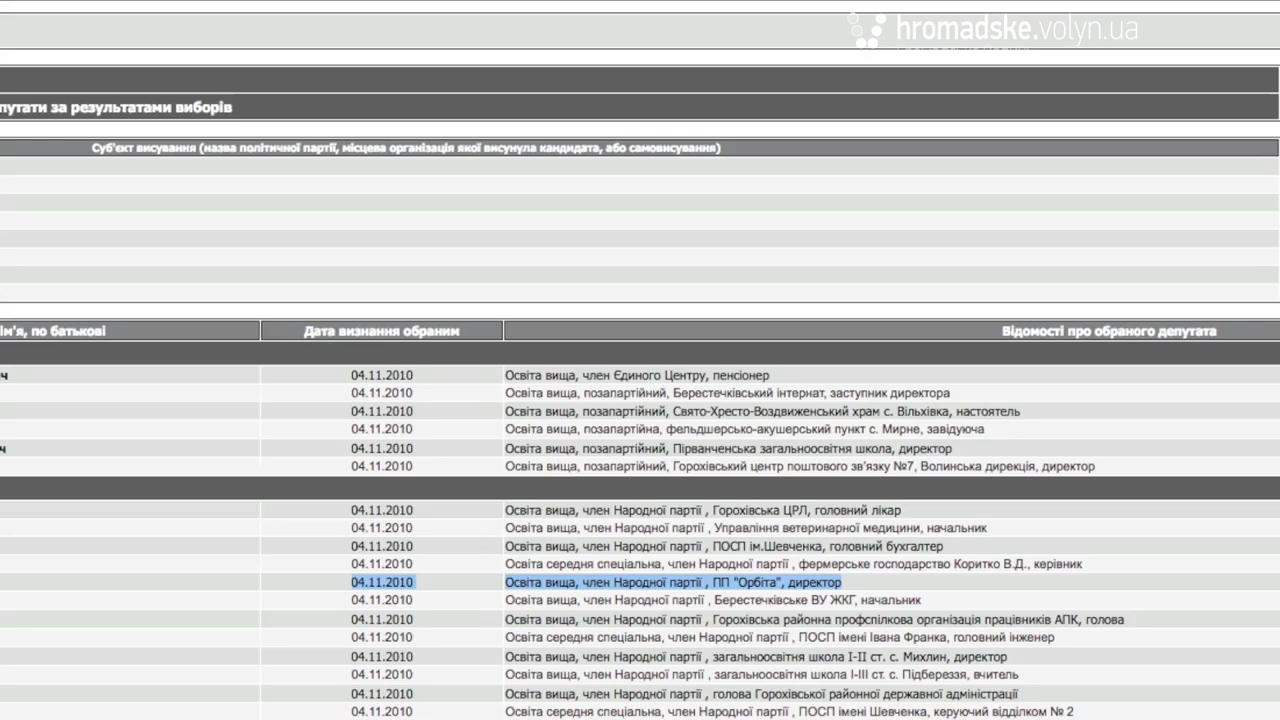 hromadske.volyn.ua
путати за результатами виборів
Суб'єкт висування (назва політичної партії, місцева організація якої висунула кандидата, або самовисування)
ім'я, по батькові Дата визнання обраним Відомості про обраного депутата
ич 04.11.2010 Освіта вища, член Єдиного Центру, пенсіонер
04.11.2010 Освіта вища, позапартійний, Берестечківський інтернат, заступник директора
04.11.2010 Освіта вища, позапартійний, Свято-Хресто-Воздвиженський храм с. Вільхівка, настоятель
04.11.2010 Освіта вища, позапартійна, фельдшерсько-акушерський пункт с. Мирне, завідуюча
ч 04.11.2010 Освіта вища, позапартійний, Пірванченська загальноосвітня школа, директор
04.11.2010 Освіта вища, позапартійний, Горохівський центр поштового зв'язку №7, Волинська дирекція, директор
04.11.2010 Освіта вища, член Народної партії , Горохівська ЦРЛ, головний лікар
04.11.2010 Освіта вища, член Народної партії , Управління ветеринарної медицини, начальник
04.11.2010 Освіта вища, член Народної партії , ПОСП ім.Шевченка, головний бухгалтер
04.11.2010 Освіта середня спеціальна, член Народної партії , фермерське господарство Коритко В.Д., керівник
04.11.2010 Освіта вища, член Народної партії , ПП "Орбіта", директор
04.11.2010 Освіта вища, член Народної партії , Берестечківське ВУ ЖКГ, начальник
04.11.2010 Освіта вища, член Народної партії , Горохівська районна профспілкова організація працівників АПК, голова
04.11.2010 Освіта середня спеціальна, член Народної партії , ПОСП імені Івана Франка, головний інженер
04.11.2010 Освіта вища, член Народної партії , загальноосвітня школа І-ІІ ст. с. Михлин, директор
04.11.2010 Освіта вища, член Народної партії , загальноосвітня школа І-ІІІ ст. с. Підберезя, вчитель
04.11.2010 Освіта вища, член Народної партії , голова Горохівської районної державної адміністрації
04.11.2010 Освіта середня спеціальна, член Народної партії , ПОСП імені Шевченка, керуючий відділком № 2